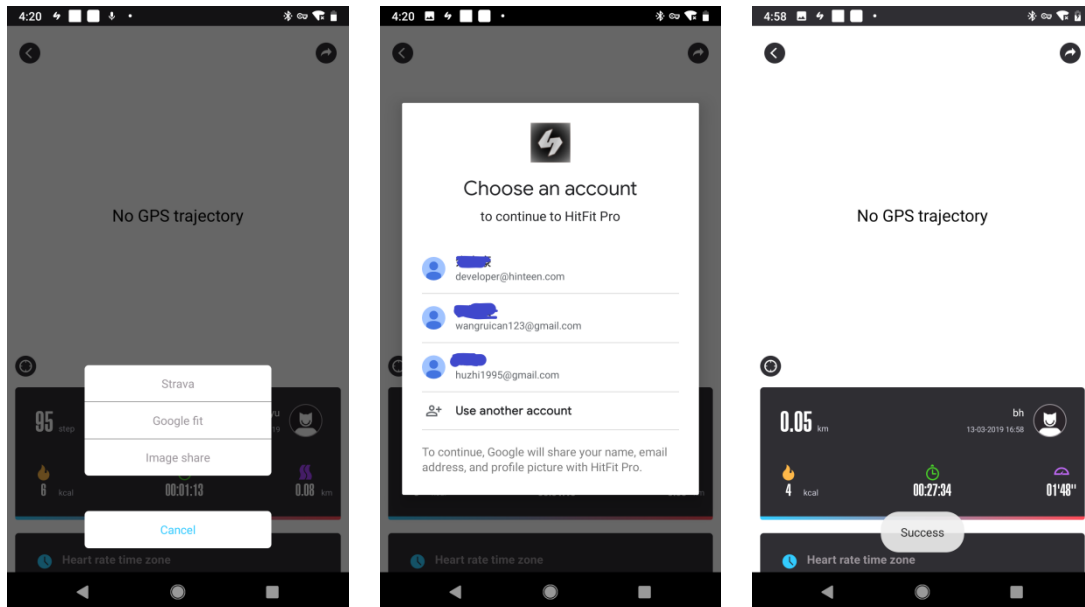 4:20
No GPS trajectory
Strava
Google fit
Image share
Cancel
95 step
yu
19
6 kcal
00:01:13
0.08 km
Heart rate time zone
4:20
Choose an account
to continue to HitFit Pro
developer@hinteen.com
wangruican123@gmail.com
huzhi1995@gmail.com
Use another account
To continue, Google will share your name, email
address, and profile picture with HitFit Pro.
Heart rate time zone
4:58
No GPS trajectory
0.05 km
bh
13-03-2019 16:58
4 kcal
00:27:34
01'48"
Success
Heart rate time zone